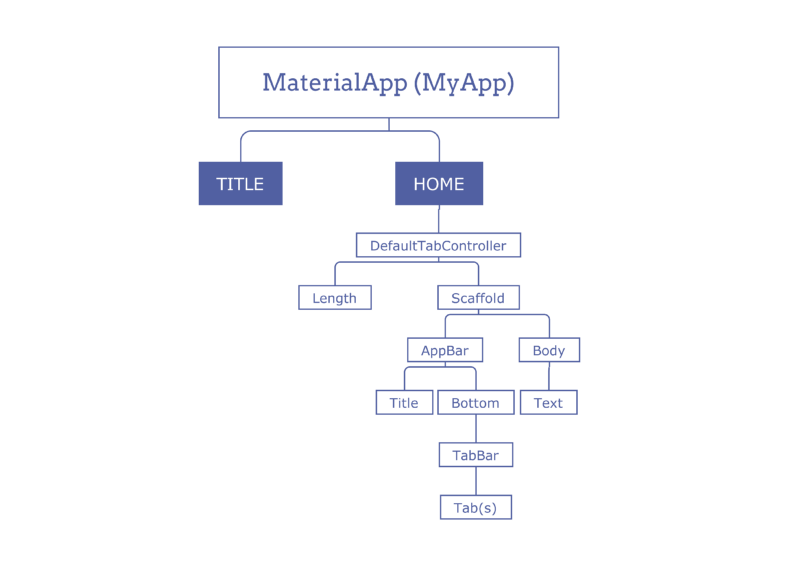 MaterialApp (MyApp)
TITLE
HOME
DefaultTabController
Length
Scaffold
AppBar
Body
Title
Bottom
Text
TabBar
Tab(s)